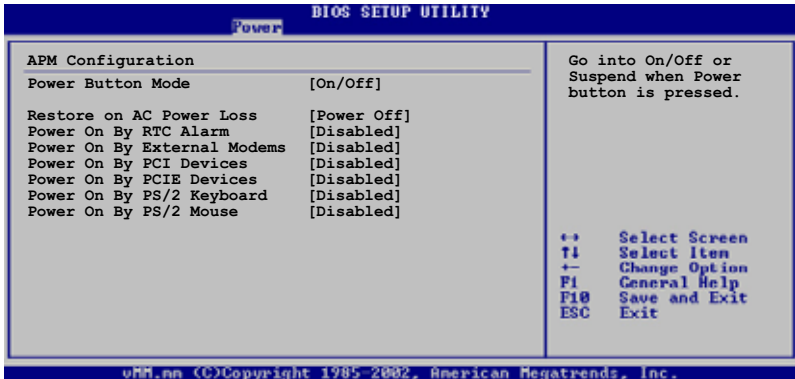 BIOS SETUP UTILITY
Power
APM Configuration
Power Button Mode [On/Off]
Restore on AC Power Loss [Power Off]
Power On By RTC Alarm [Disabled]
Power On By External Modems [Disabled]
Power On By PCI Devices [Disabled]
Power On By PCIE Devices [Disabled]
Power On By PS/2 Keyboard [Disabled]
Power On By PS/2 Mouse [Disabled]
Go into On/Off or
Suspend when Power
button is pressed.
↔ Select Screen
↑↓ Select Item
+- Change Option
F1 General Help
F10 Save and Exit
ESC Exit
vMM.mm (C)Copyright 1985-2002, American Megatrends, Inc.